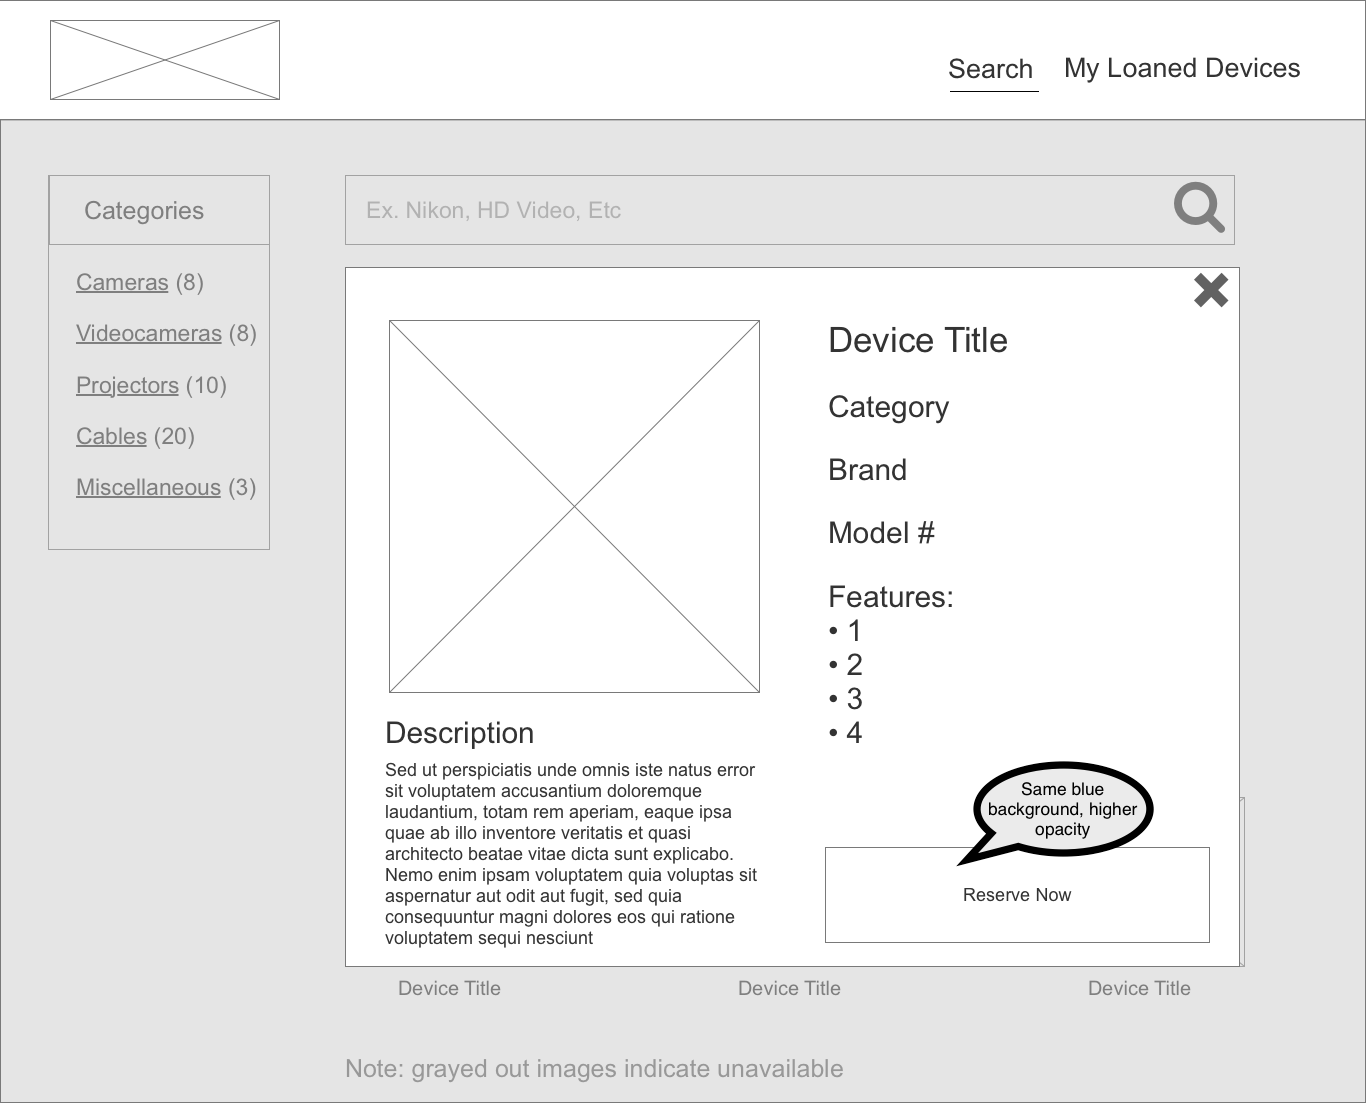 Search
My Loaned Devices
Categories
Cameras (8)
Videocameras (8)
Projectors (10)
Cables (20)
Miscellaneous (3)
Ex. Nikon, HD Video, Etc
Device Title
Category
Brand
Model #
Features:
• 1
• 2
• 3
• 4
Description
Sed ut perspiciatis unde omnis iste natus error
sit voluptatem accusantium doloremque
laudantium, totam rem aperiam, eaque ipsa
quae ab illo inventore veritatis et quasi
architecto beatae vitae dicta sunt explicabo.
Nemo enim ipsam voluptatem quia voluptas sit
aspernatur aut odit aut fugit, sed quia
consequuntur magni dolores eos qui ratione
voluptatem sequi nesciunt
Same blue
background, higher
opacity
Reserve Now
Device Title
Device Title
Device Title
Note: grayed out images indicate unavailable